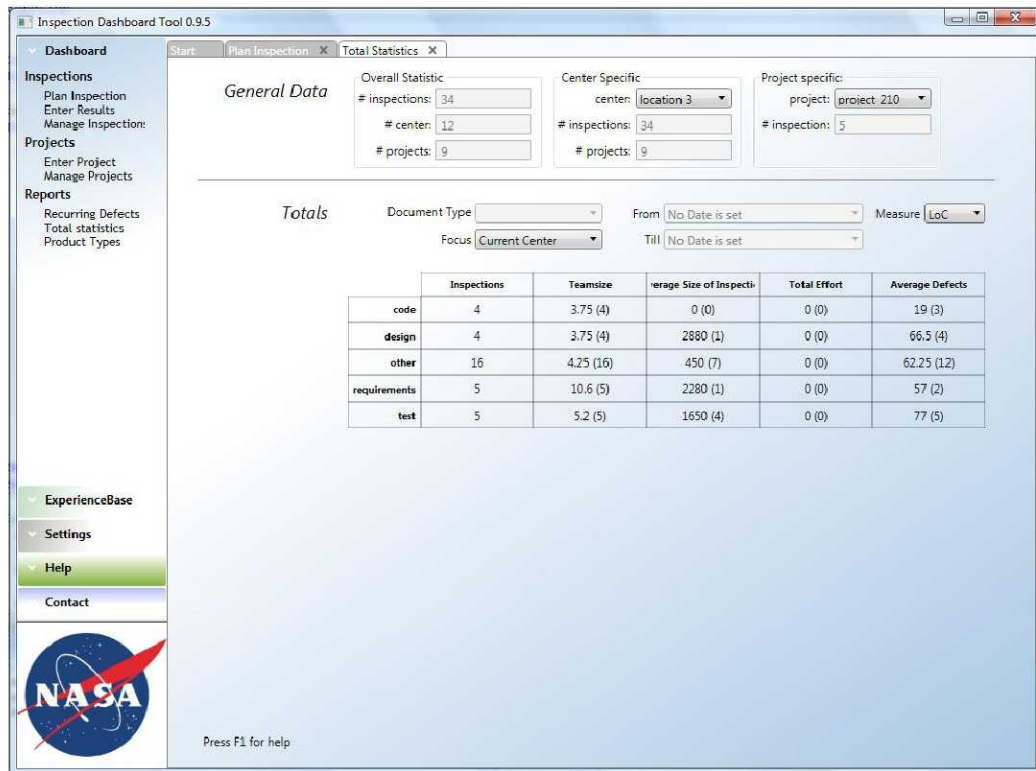 Inspection Dashboard Tool 0.9.5
Dashboard
Inspections
Plan Inspection
Enter Results
Manage Inspection:
Projects
Enter Project
Manage Projects
Reports
Recurring Defects
Total statistics
Product Types
ExperienceBase
Settings
Help
Contact
NASA
Start Plan Inspection X Total Statistics X
General Data
Overall Statistic
# inspections: 34
# center: 12
# projects: 9
Center Specific
center: location 3
# inspections: 34
# projects: 9
Project specific:
project: project 210
# inspection: 5
Totals
Document Type From No Date is set Measure LoC
Focus Current Center Till No Date is set
Inspections Teamsize erage Size of Inspecti Total Effort Average Defects
code 4 3.75 (4) 0 (0) 0 (0) 19 (3)
design 4 3.75 (4) 2880 (1) 0 (0) 66.5 (4)
other 16 4.25 (16) 450 (7) 0 (0) 62.25 (12)
requirements 5 10.6 (5) 2280 (1) 0 (0) 57 (2)
test 5 5.2 (5) 1650 (4) 0 (0) 77 (5)
Press F1 for help